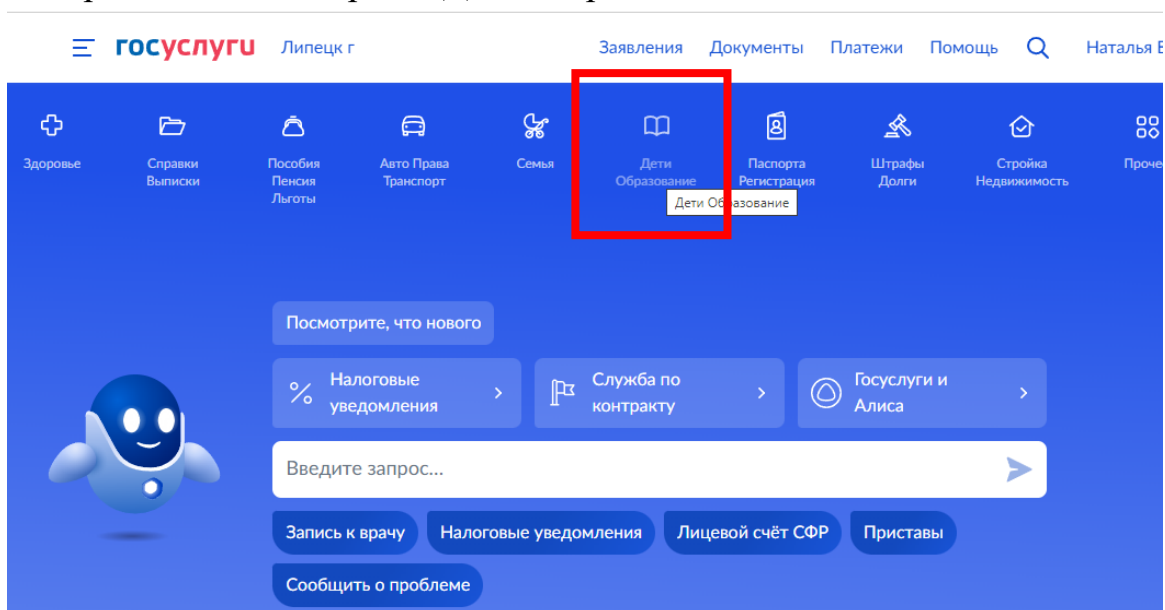 госуслуги Липецк г Заявления Документы Платежи Помощь Наталья
Здоровье
Справки
Выписки
Пособия
Пенсия
Льготы
Авто Права
Транспорт
Семья
Дети
Образование
Паспорта
Регистрация
Штрафы
Долги
Стройка
Недвижимость
Дети Образование
Посмотрите, что нового
Налоговые
уведомления
Служба по
контракту
Госуслуги и
Алиса
Введите запрос...
Запись к врачу Налоговые уведомления Лицевой счёт СФР Приставы
Сообщить о проблеме